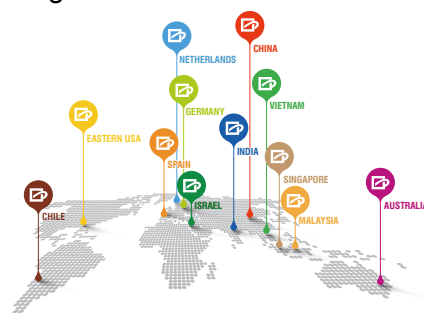 CHINA
NETHERLANDS
GERMANY
VIETNAM
EASTERN USA
INDIA
SPAIN
SINGAPORE
ISRAEL
CHILE
AUSTRALIA
MALAYSIA